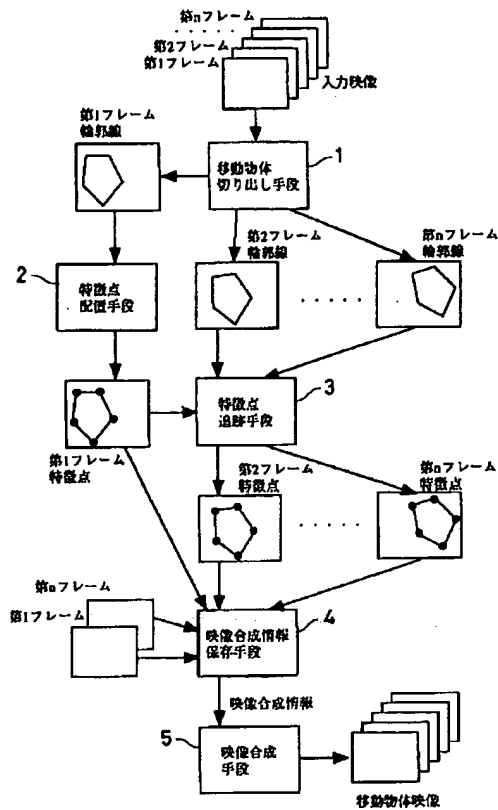 第nフレーム
・・・・・
第2フレーム
第1フレーム
入力映像
第1フレーム
輪郭線
移動物体
切り出し手段
1
第2フレーム
輪郭線
第nフレーム
輪郭線
2
特徴点
配置手段
・・・・・
3
特徴点
追跡手段
第1フレーム
特徴点
第2フレーム
特徴点
第nフレーム
特徴点
・・・・・
第nフレーム
第1フレーム
4
映像合成情報
保存手段
映像合成情報
5
映像合成
手段
移動物体映像